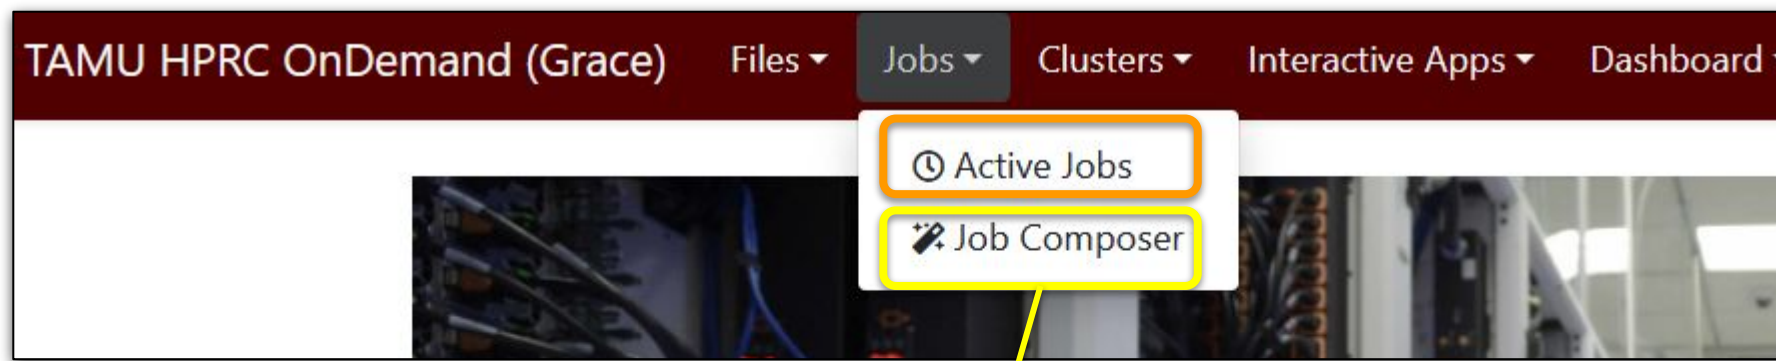 TAMU HPRC OnDemand (Grace) Files Jobs Clusters Interactive Apps Dashboard
Active Jobs
Job Composer